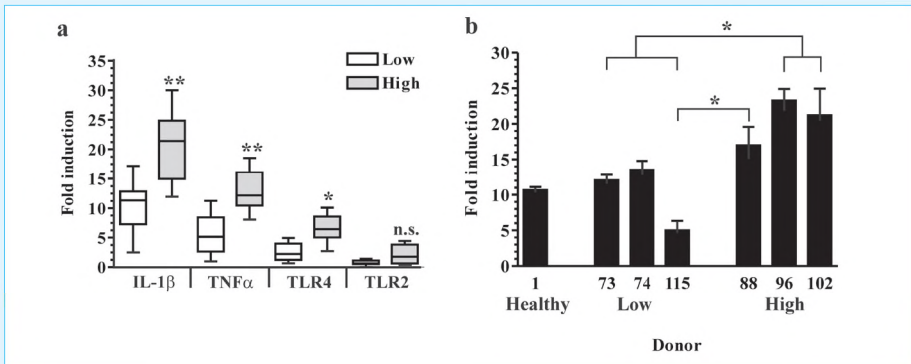 a
Low
High
Fold induction
35
30
25
20
15
10
5
0
**
**
*
n.s.
IL-1β TNFα TLR4 TLR2
b
Fold induction
30
25
20
15
10
5
0
*
*
1 73 74 115 88 96 102
Healthy Low High
Donor